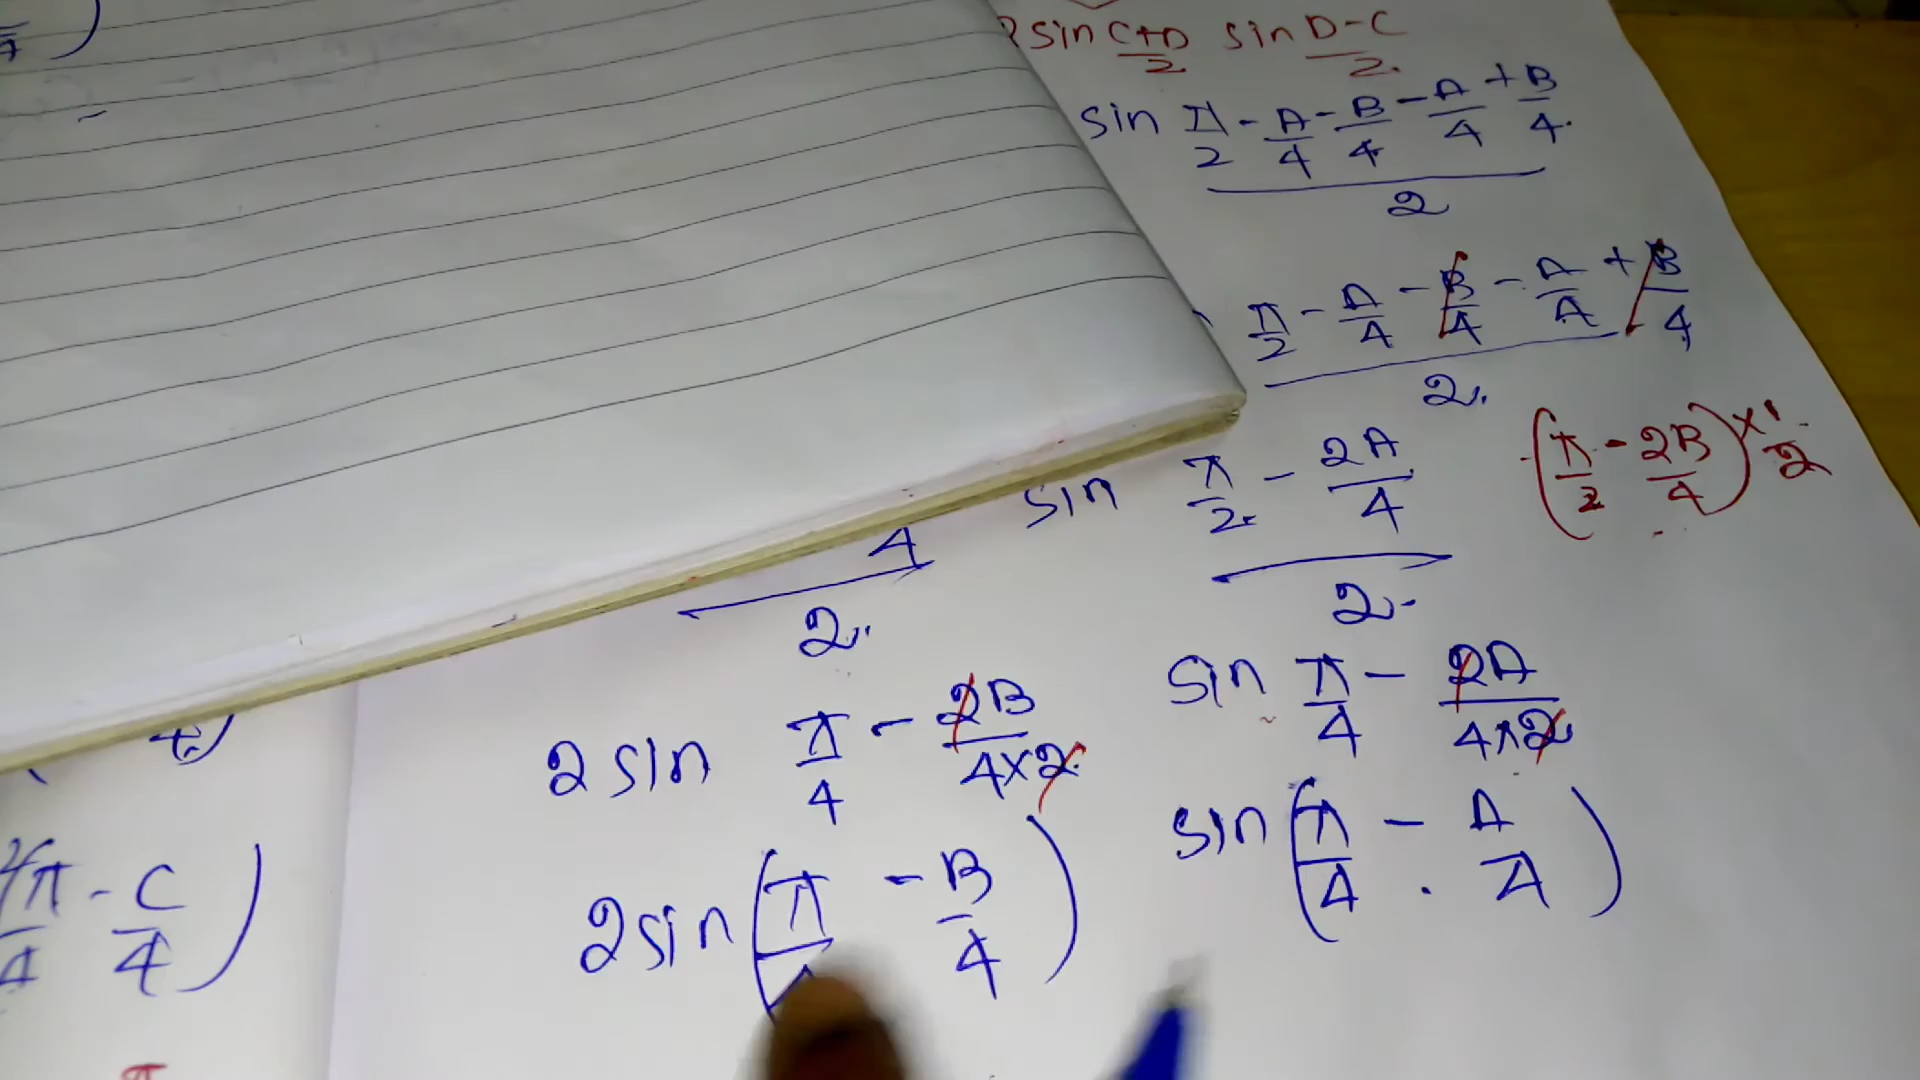 2 sin C+D/2 sin D-C/2.
sin π/2 - A/4 - B/4 - A/4 + B/4.
2
π/2 - A/4 - B/4 - A/4 + B/4
2.
sin π/2. - 2A/4
(π/2 - 2B/4) × 1/2
4
2.
2.
2 sin π/4 - 2B/4×2.
sin π/4 - 2A/4×2
2 sin (π/4 - B/4)
sin (π/4 - A/4)
π/4 - C/4)
π